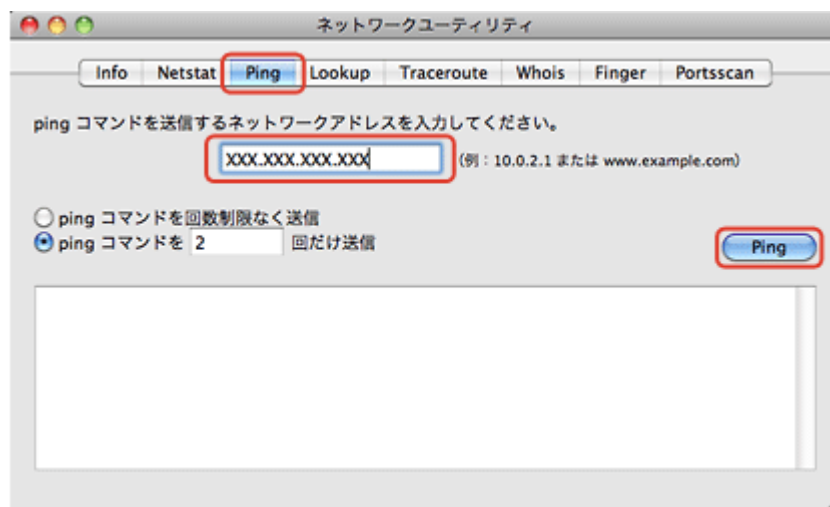 ネットワークユーティリティ
Info Netstat Ping Lookup Traceroute Whois Finger Portsscan
ping コマンドを送信するネットワークアドレスを入力してください。
XXX.XXX.XXX.XXX (例：10.0.2.1 または www.example.com)
ping コマンドを回数制限なく送信
ping コマンドを 2 回だけ送信
Ping